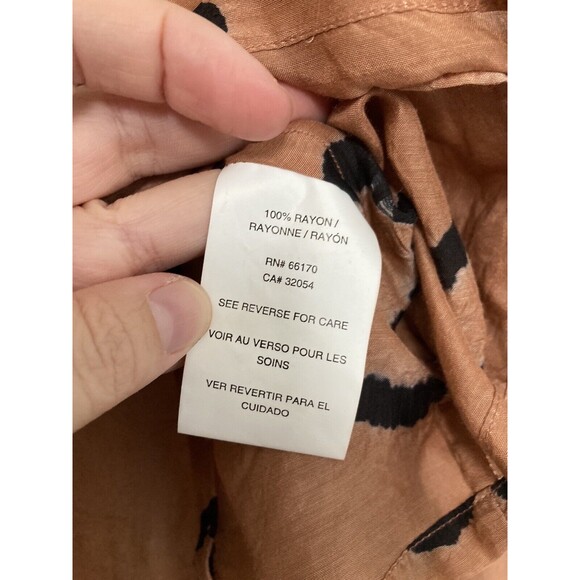 100% RAYON /
RAYONNE / RAYÓN
RN# 66170
CA# 32054
SEE REVERSE FOR CARE
VOIR AU VERSO POUR LES
SOINS
VER REVERTIR PARA EL
CUIDADO